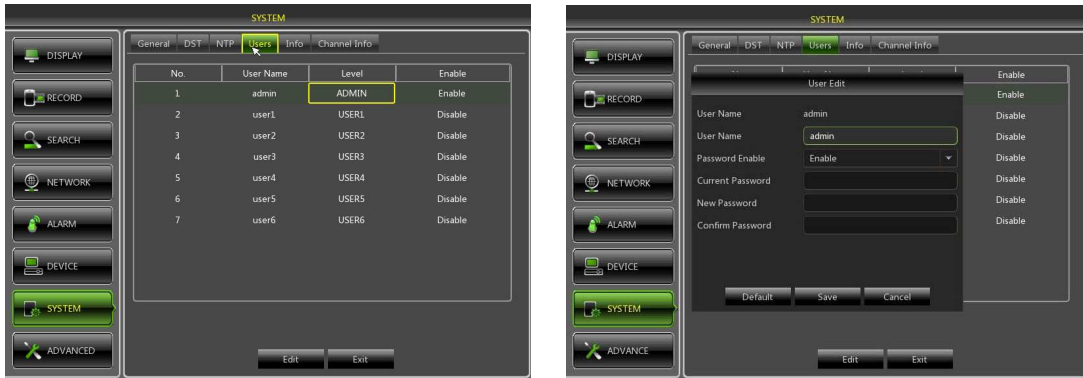 SYSTEM
General DST NTP Users Info Channel Info
DISPLAY
RECORD
SEARCH
NETWORK
ALARM
DEVICE
SYSTEM
ADVANCED
No. User Name Level Enable
1 admin ADMIN Enable
2 user1 USER1 Disable
3 user2 USER2 Disable
4 user3 USER3 Disable
5 user4 USER4 Disable
6 user5 USER5 Disable
7 user6 USER6 Disable
Edit Exit
SYSTEM
General DST NTP Users Info Channel Info
DISPLAY
RECORD
SEARCH
NETWORK
ALARM
DEVICE
SYSTEM
ADVANCE
Enable
Enable
Disable
Disable
Disable
Disable
Disable
Disable
User Edit
User Name admin
User Name admin
Password Enable Enable
Current Password
New Password
Confirm Password
Default Save Cancel
Edit Exit